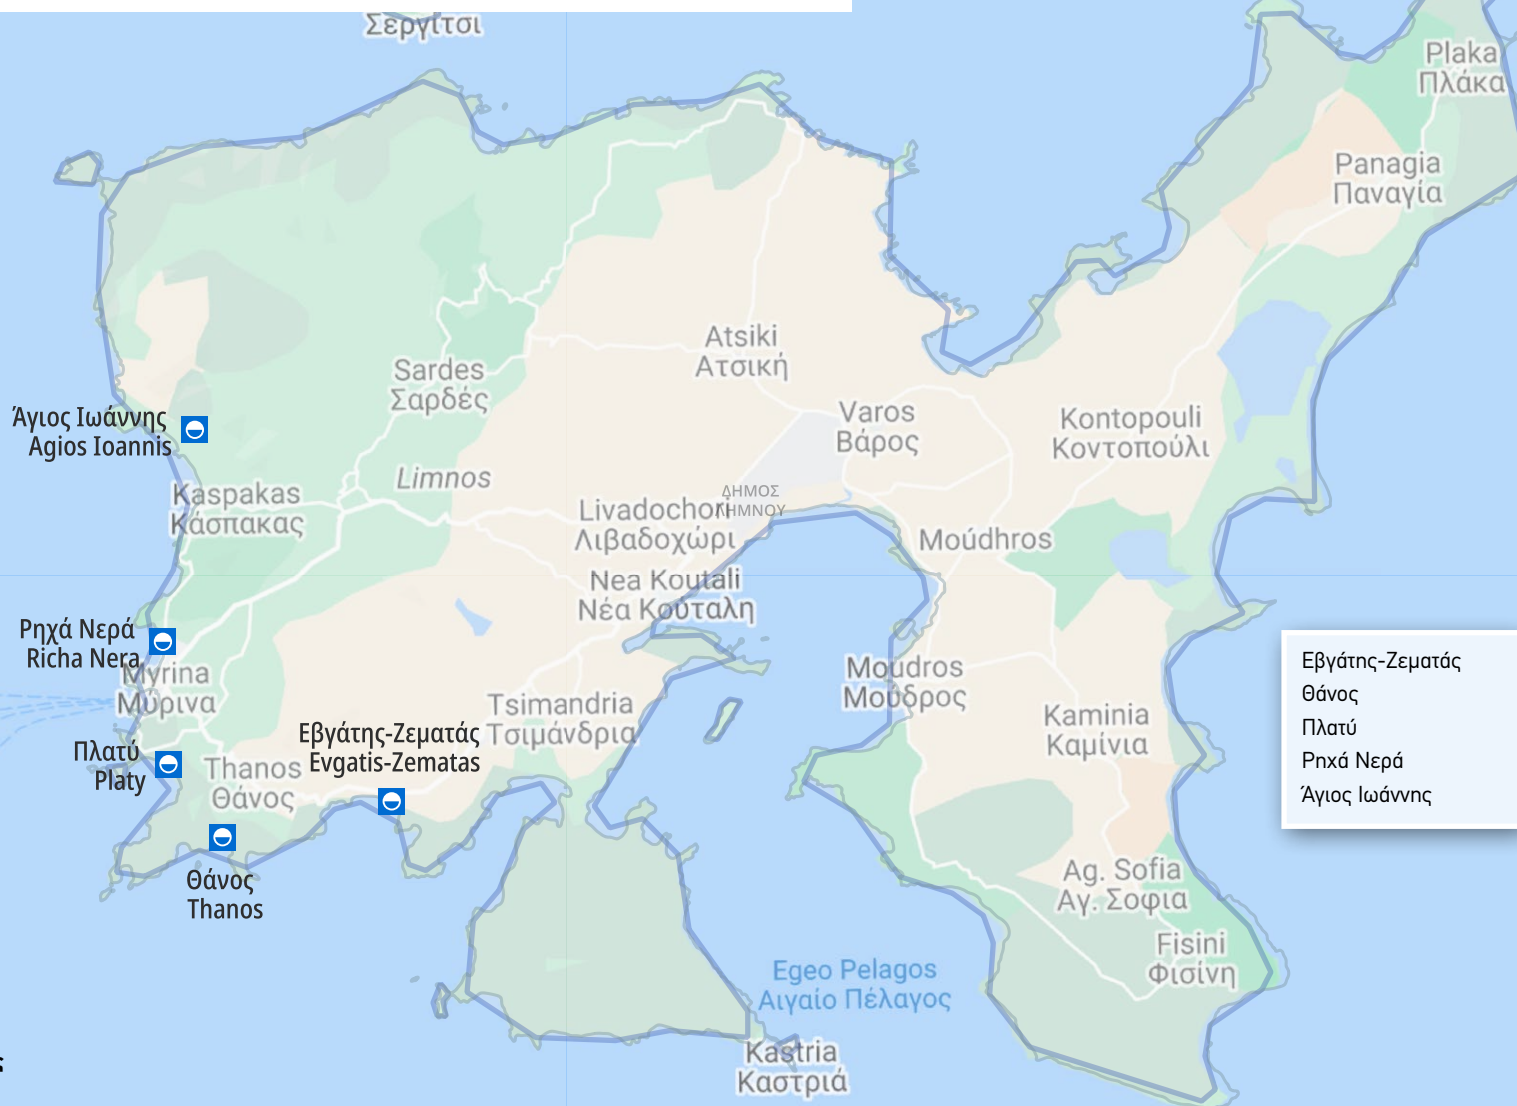 Σεργίτσι
Plaka
Πλάκα
Panagia
Παναγία
Atsiki
Ατσική
Sardes
Σαρδές
Varos
Βάρος
Kontopouli
Κοντοπούλι
Άγιος Ιωάννης
Agios Ioannis
Limnos
Kaspakas
Κάσπακας
ΔΗΜΟΣ
ΛΗΜΝΟΥ
Livadochori
Λιβαδοχώρι
Moúdhros
Nea Koutali
Νέα Κούταλη
Ρηχά Νερά
Richa Nera
Myrina
Μύρινα
Moudros
Μούδρος
Εβγάτης-Ζεματάς
Θάνος
Πλατύ
Ρηχά Νερά
Άγιος Ιωάννης
Tsimandria
Τσιμάνδρια
Kaminia
Καμίνια
Εβγάτης-Ζεματάς
Evgatis-Zematas
Πλατύ
Platy
Thanos
Θάνος
Θάνος
Thanos
Ag. Sofia
Αγ. Σοφια
Fisini
Φισίνη
Egeo Pelagos
Αιγαίο Πέλαγος
Kastria
Καστριά
ς